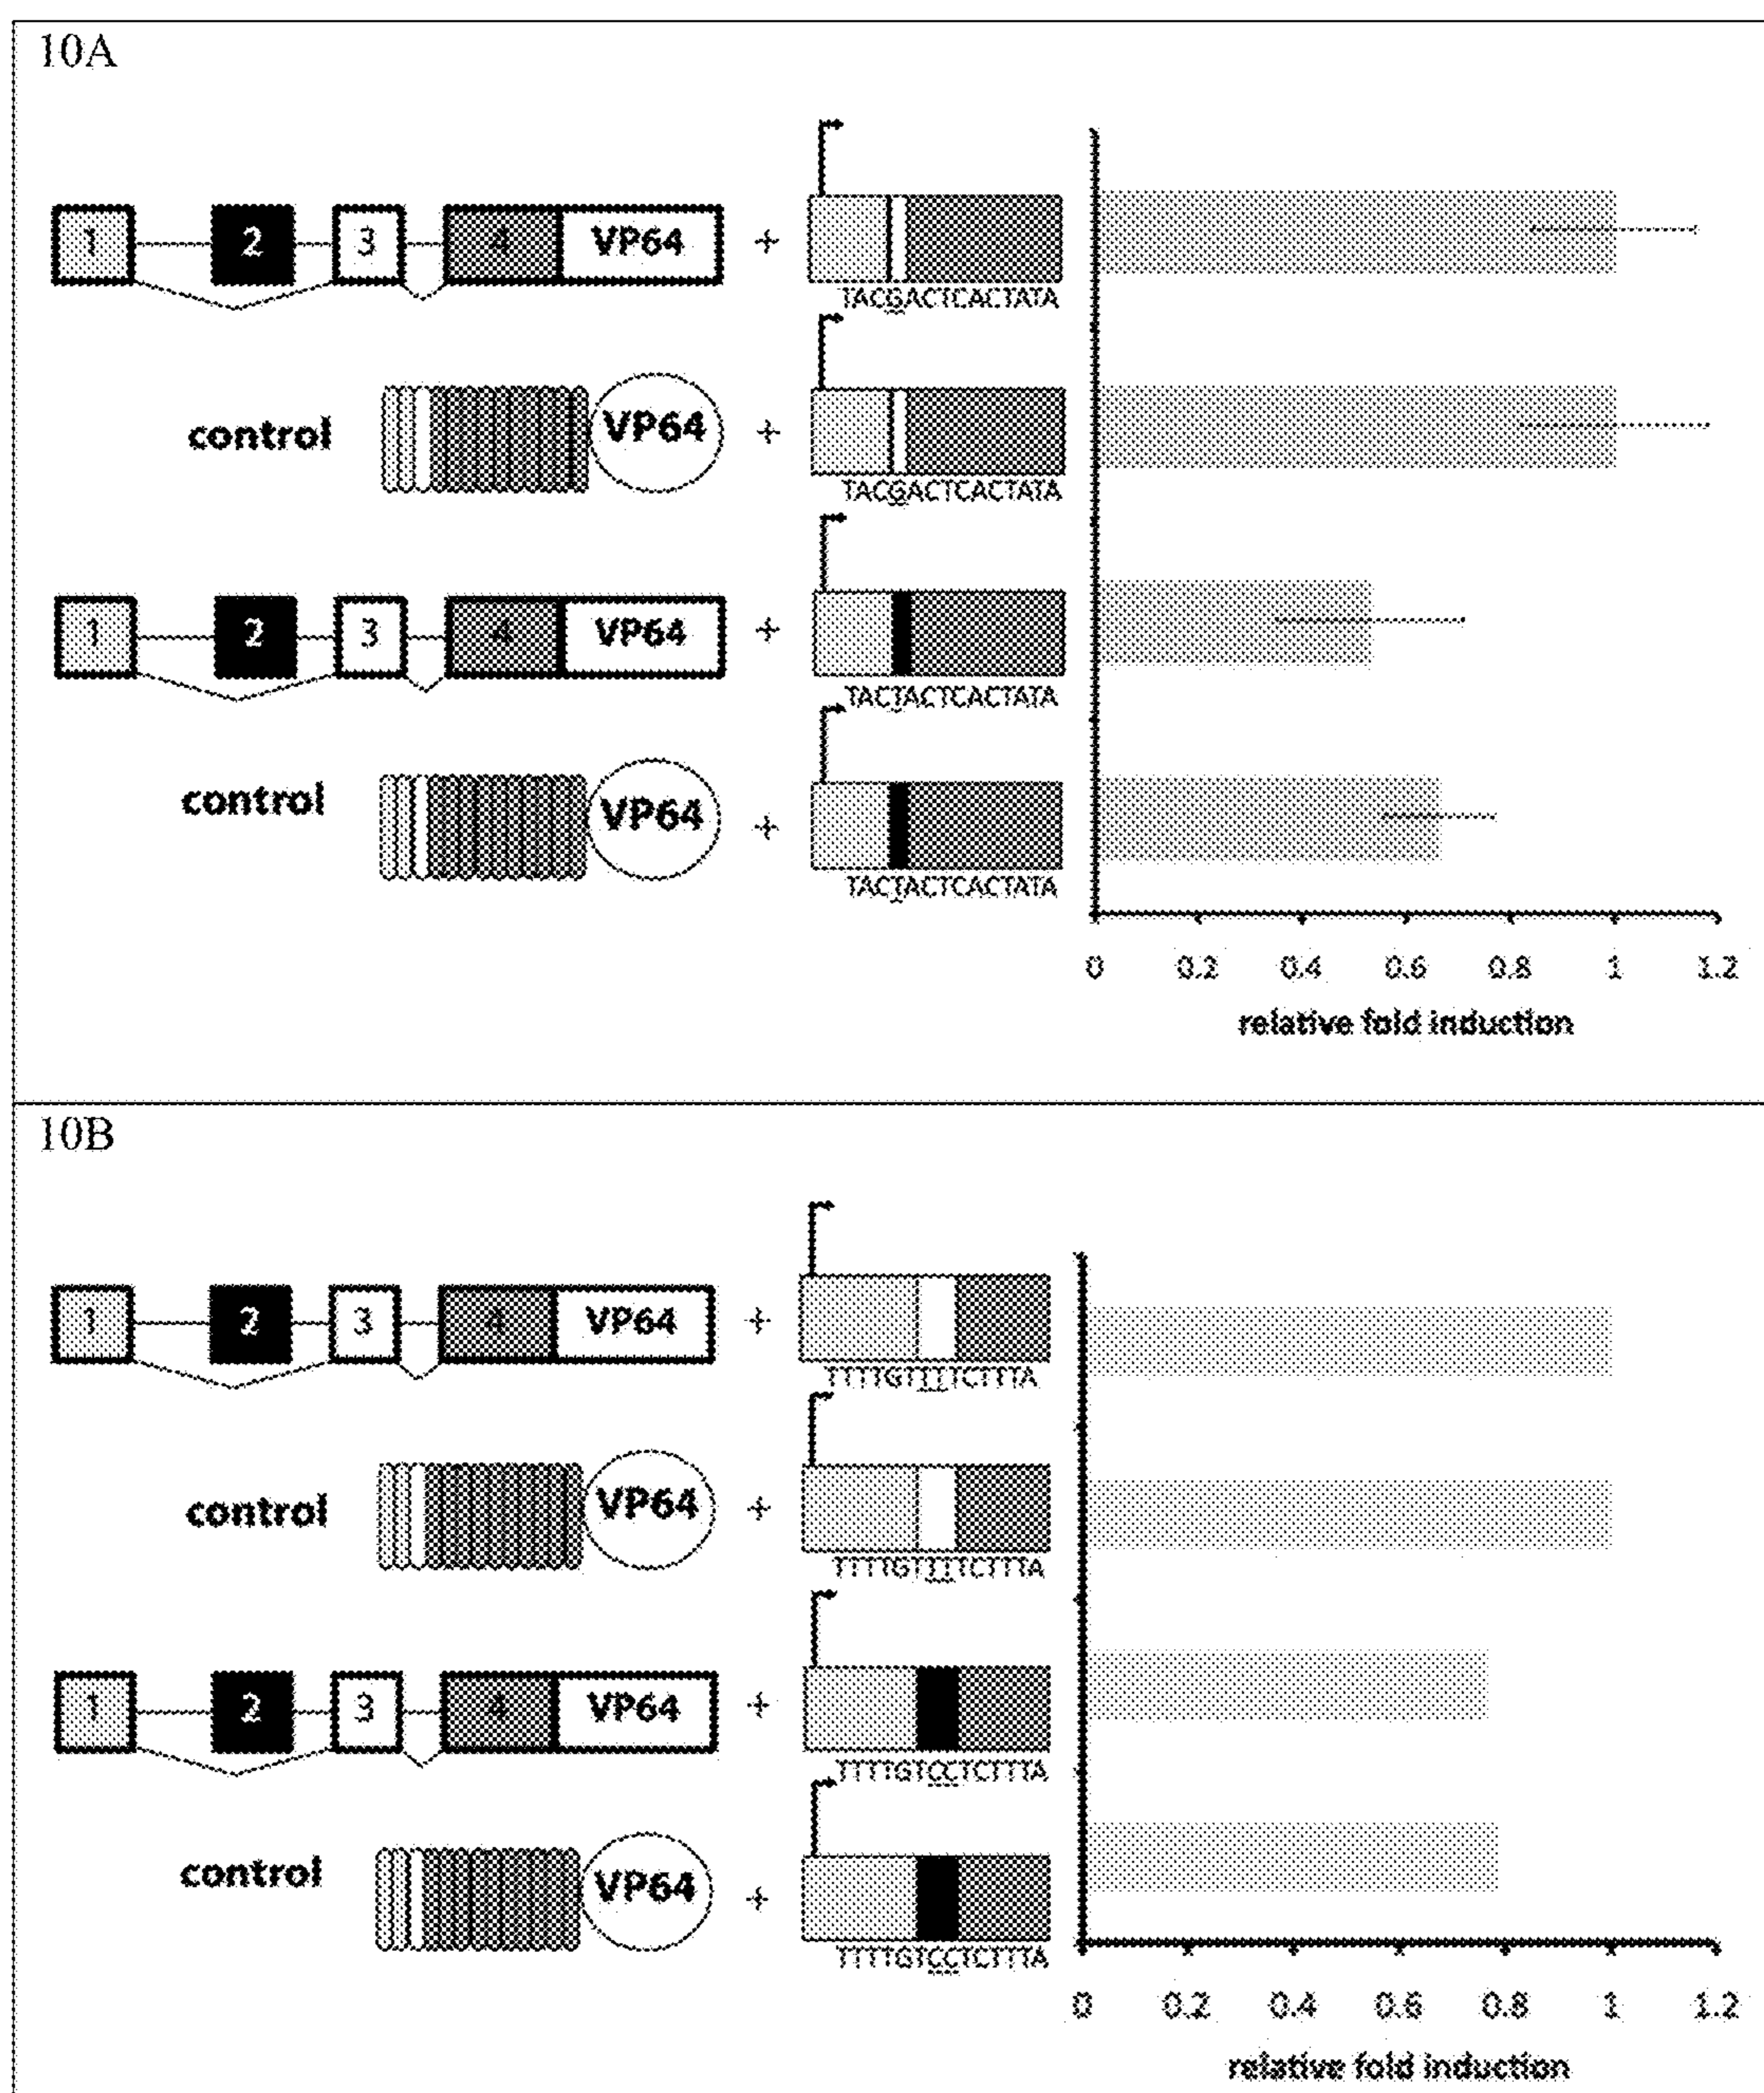 10A
1 2 3 4 VP64 +
TACGACTCACTATA
control VP64 +
TACGACTCACTATA
1 2 3 4 VP64 +
TACTACTCACTATA
control VP64 +
TACTACTCACTATA
0 0.2 0.4 0.6 0.8 1 1.2
relative fold induction
10B
1 2 3 4 VP64 +
TTTTGTTTTCTTTA
control VP64 +
TTTTGTTTTCTTTA
1 2 3 4 VP64 +
TTTTGTCCTCTTTA
control VP64 +
TTTTGTCCTCTTTA
0 0.2 0.4 0.6 0.8 1 1.2
relative fold induction